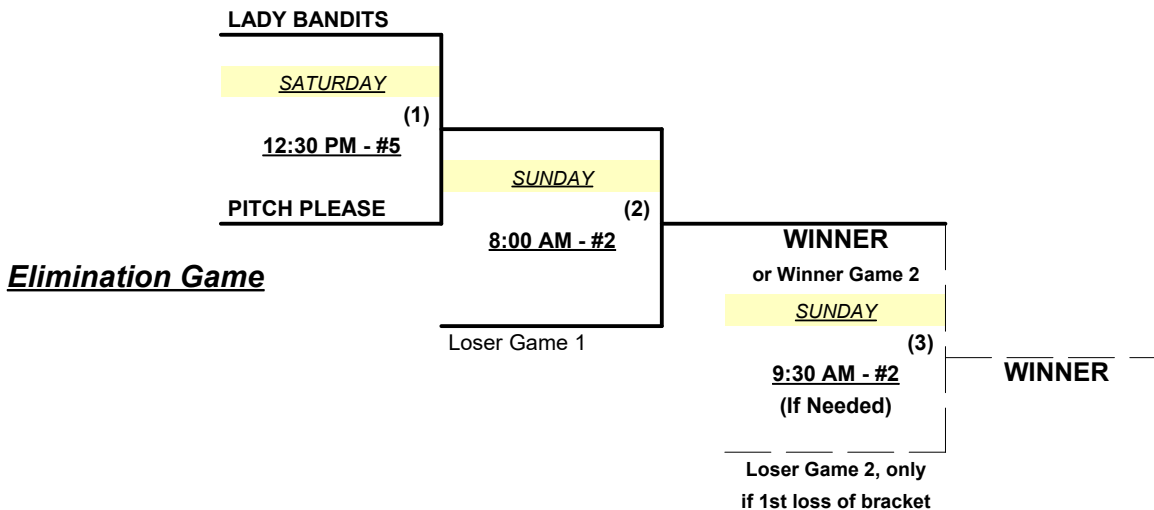 LADY BANDITS
SATURDAY
(1)
12:30 PM - #5
PITCH PLEASE
SUNDAY
(2)
8:00 AM - #2
Elimination Game
Loser Game 1
WINNER
or Winner Game 2
SUNDAY
(3)
9:30 AM - #2
(If Needed)
WINNER
Loser Game 2, only
if 1st loss of bracket